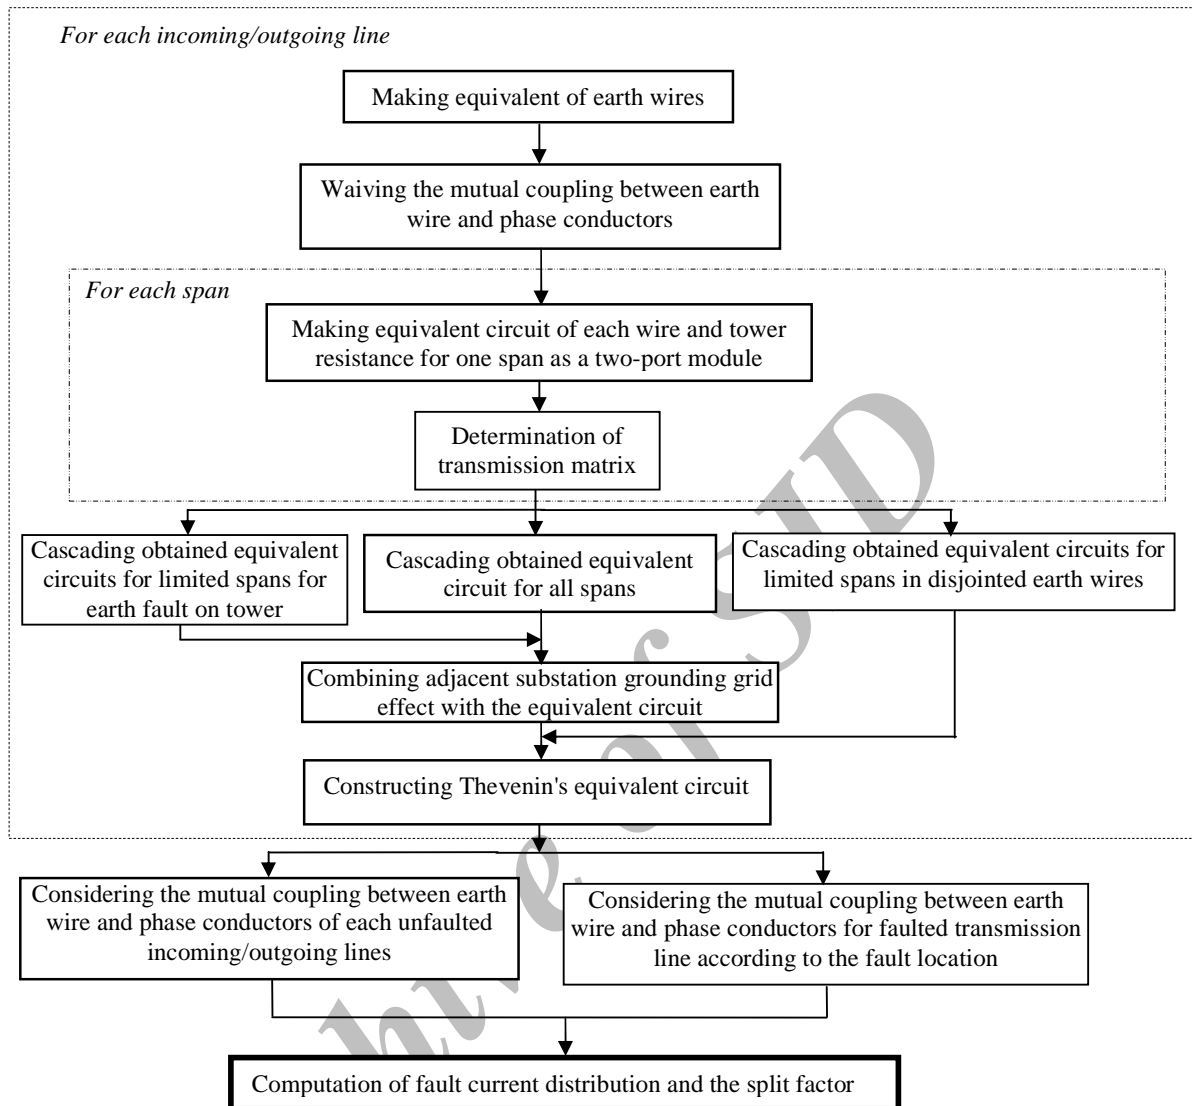 For each incoming/outgoing line
Making equivalent of earth wires
Waiving the mutual coupling between earth
wire and phase conductors
For each span
Making equivalent circuit of each wire and tower
resistance for one span as a two-port module
Determination of
transmission matrix
Cascading obtained equivalent
circuits for limited spans for
earth fault on tower
Cascading obtained equivalent
circuit for all spans
Cascading obtained equivalent circuits for
limited spans in disjointed earth wires
Combining adjacent substation grounding grid
effect with the equivalent circuit
Constructing Thevenin's equivalent circuit
Considering the mutual coupling between earth
wire and phase conductors of each unfaulted
incoming/outgoing lines
Considering the mutual coupling between earth
wire and phase conductors for faulted transmission
line according to the fault location
Computation of fault current distribution and the split factor
hive of SID